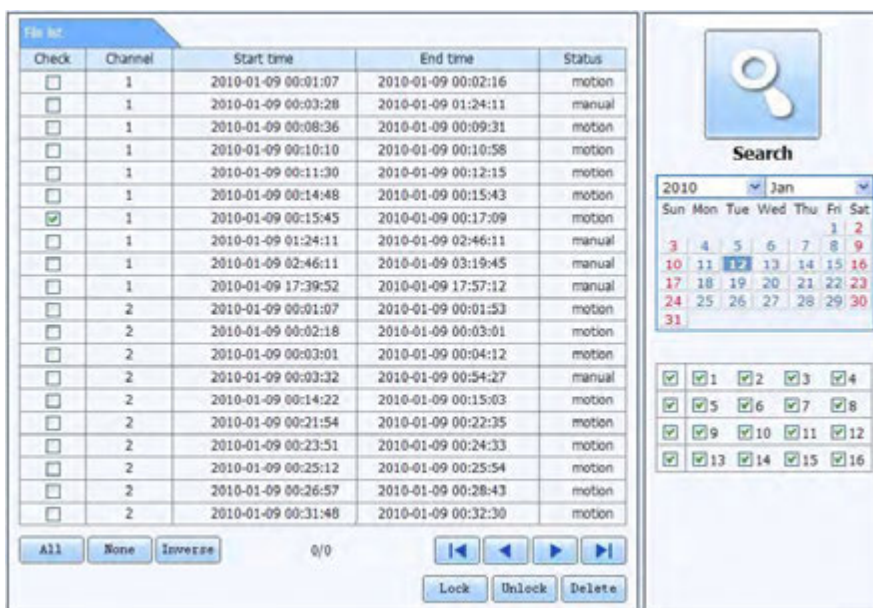 File list
Check Channel Start time End time Status
1 2010-01-09 00:01:07 2010-01-09 00:02:16 motion
1 2010-01-09 00:03:28 2010-01-09 01:24:11 manual
1 2010-01-09 00:08:36 2010-01-09 00:09:31 motion
1 2010-01-09 00:10:10 2010-01-09 00:10:58 motion
1 2010-01-09 00:11:30 2010-01-09 00:12:15 motion
1 2010-01-09 00:14:48 2010-01-09 00:15:43 motion
1 2010-01-09 00:15:45 2010-01-09 00:17:09 motion
1 2010-01-09 01:24:11 2010-01-09 02:46:11 manual
1 2010-01-09 02:46:11 2010-01-09 03:19:45 manual
1 2010-01-09 17:39:52 2010-01-09 17:57:12 manual
2 2010-01-09 00:01:07 2010-01-09 00:01:53 motion
2 2010-01-09 00:02:18 2010-01-09 00:03:01 motion
2 2010-01-09 00:03:01 2010-01-09 00:04:12 motion
2 2010-01-09 00:03:32 2010-01-09 00:54:27 manual
2 2010-01-09 00:14:22 2010-01-09 00:15:03 motion
2 2010-01-09 00:21:54 2010-01-09 00:22:35 motion
2 2010-01-09 00:23:51 2010-01-09 00:24:33 motion
2 2010-01-09 00:25:12 2010-01-09 00:25:54 motion
2 2010-01-09 00:26:57 2010-01-09 00:28:43 motion
2 2010-01-09 00:31:48 2010-01-09 00:32:30 motion
All None Inverse 0/0
Lock Unlock Delete
Search
2010 Jan
Sun Mon Tue Wed Thu Fri Sat
1 2
3 4 5 6 7 8 9
10 11 12 13 14 15 16
17 18 19 20 21 22 23
24 25 26 27 28 29 30
31
1 2 3 4
5 6 7 8
9 10 11 12
13 14 15 16